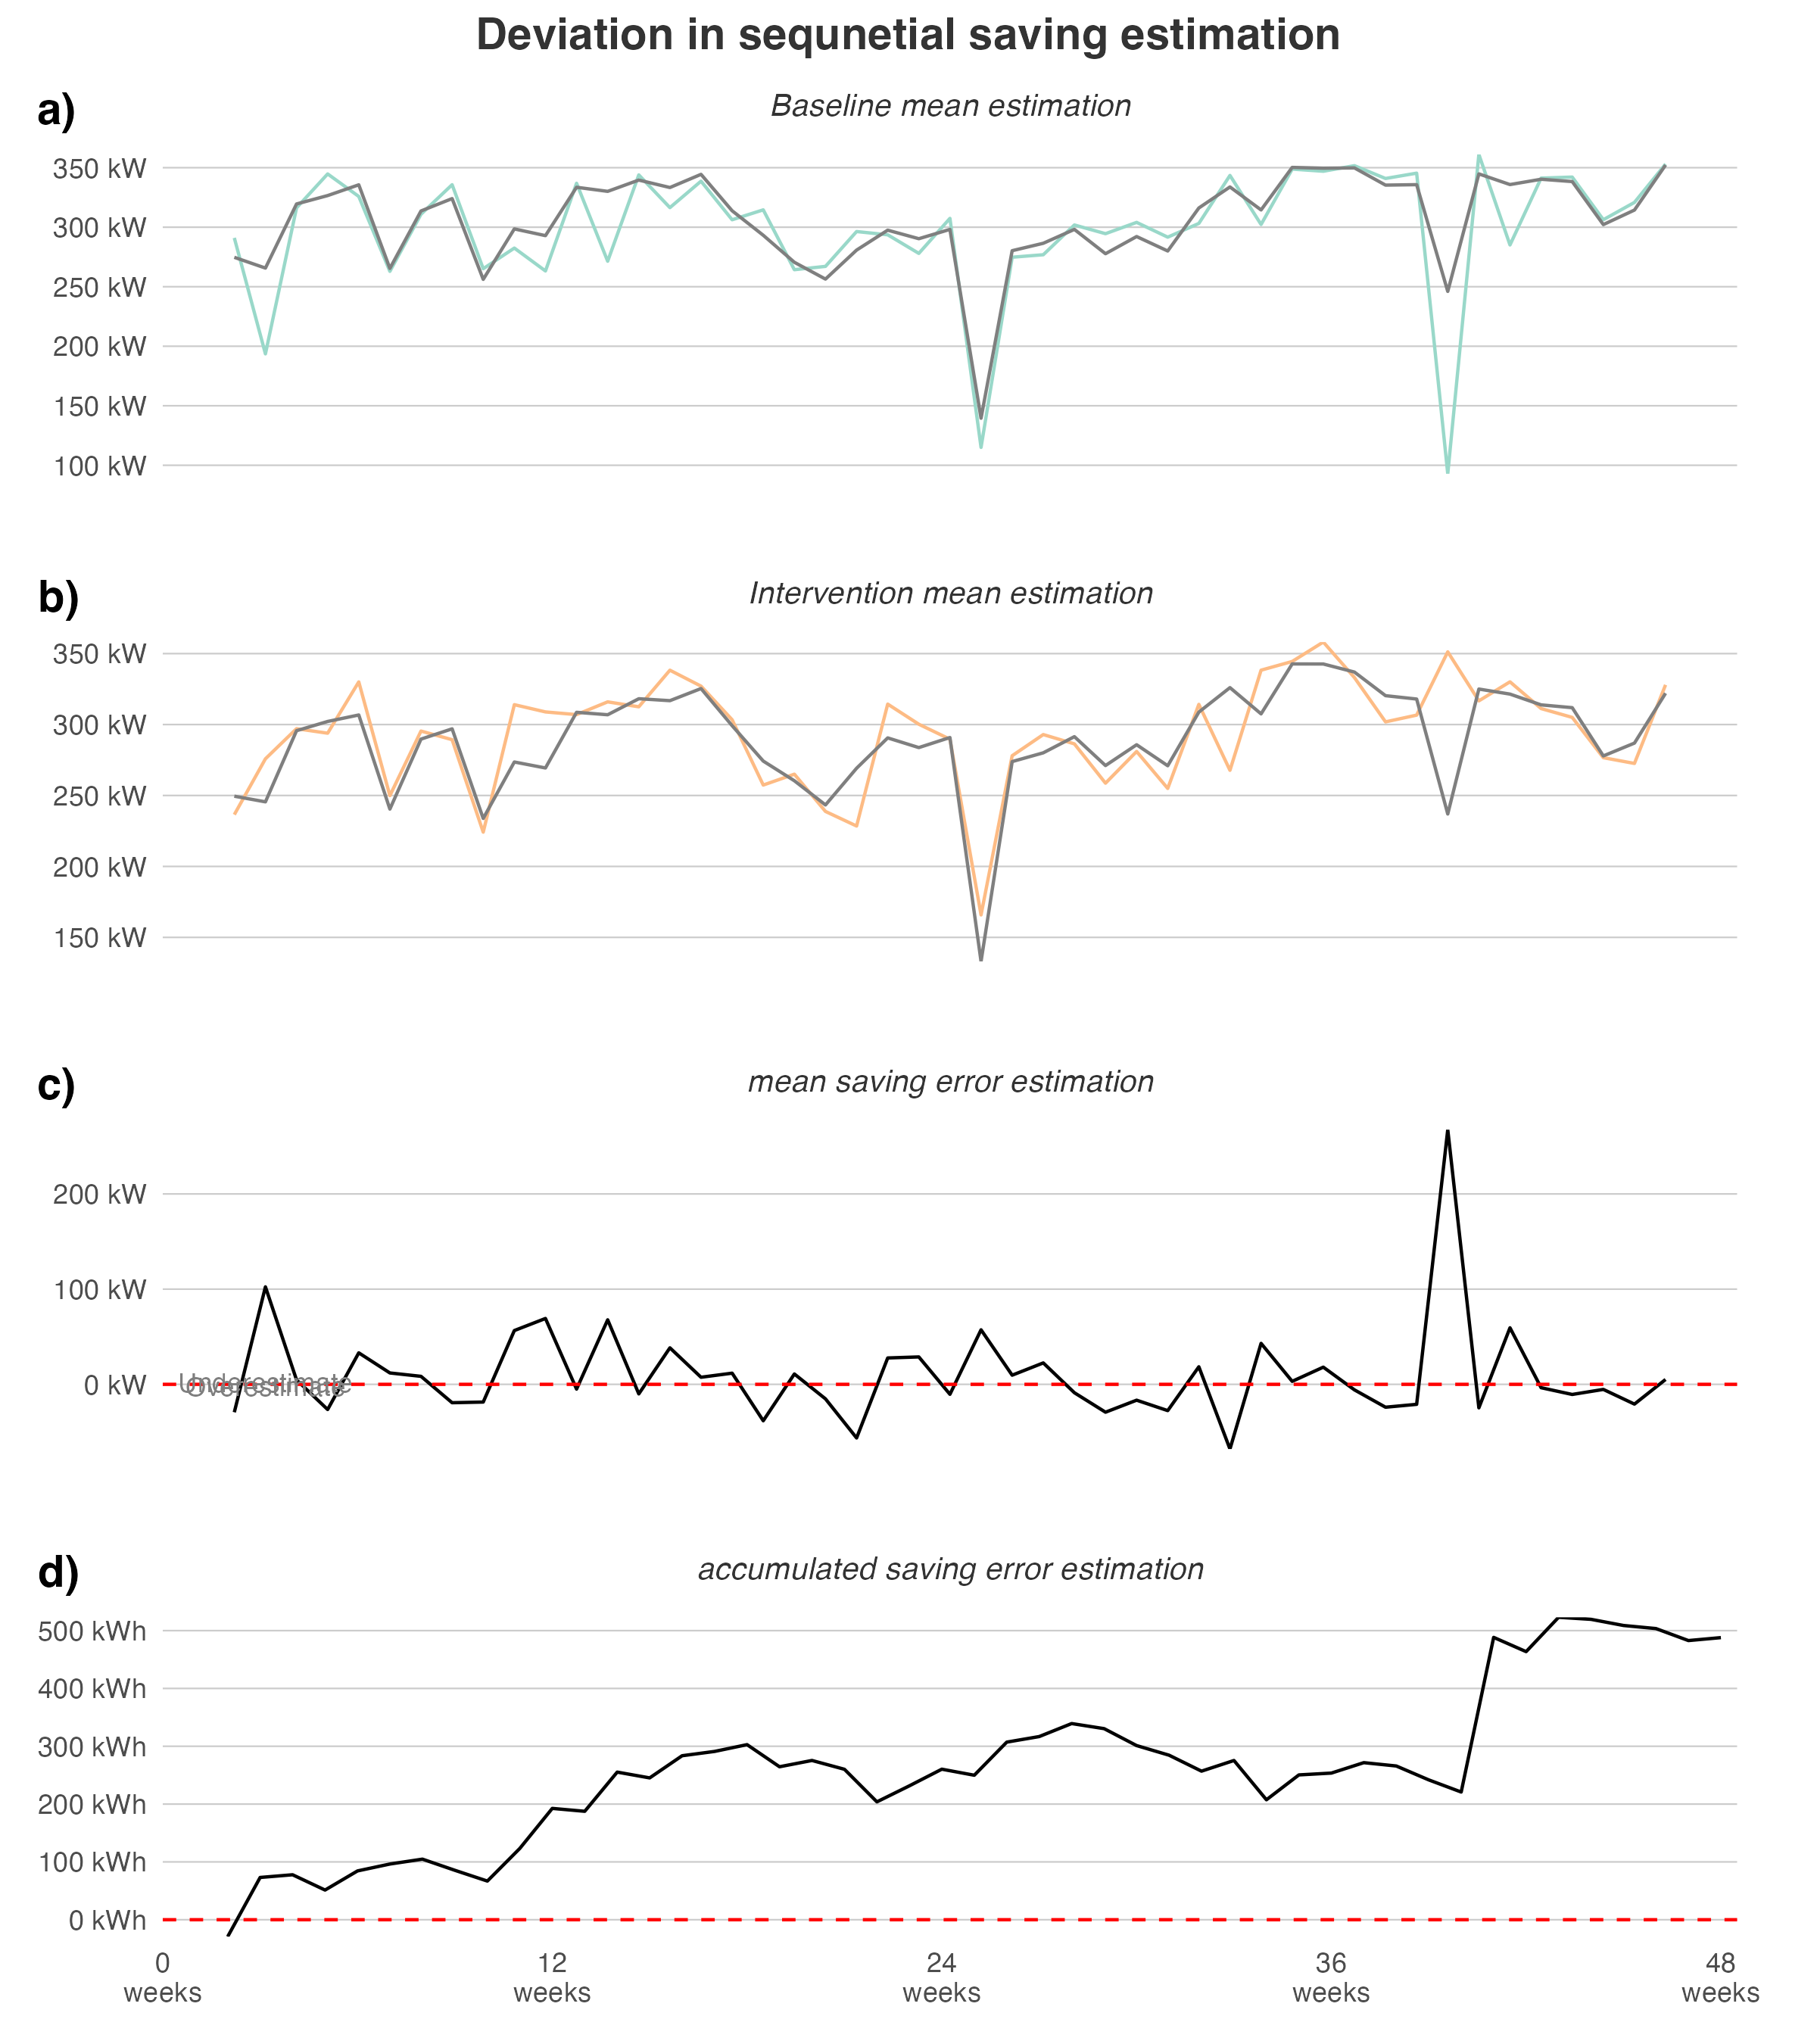 Deviation in sequnetial saving estimation
a)
Baseline mean estimation
350 kW
300 kW
250 kW
200 kW
150 kW
100 kW
b)
Intervention mean estimation
350 kW
300 kW
250 kW
200 kW
150 kW
c)
mean saving error estimation
200 kW
100 kW
0 kW
Underestimate
Overestimate
d)
accumulated saving error estimation
500 kWh
400 kWh
300 kWh
200 kWh
100 kWh
0 kWh
0 12 24 36 48
weeks weeks weeks weeks weeks